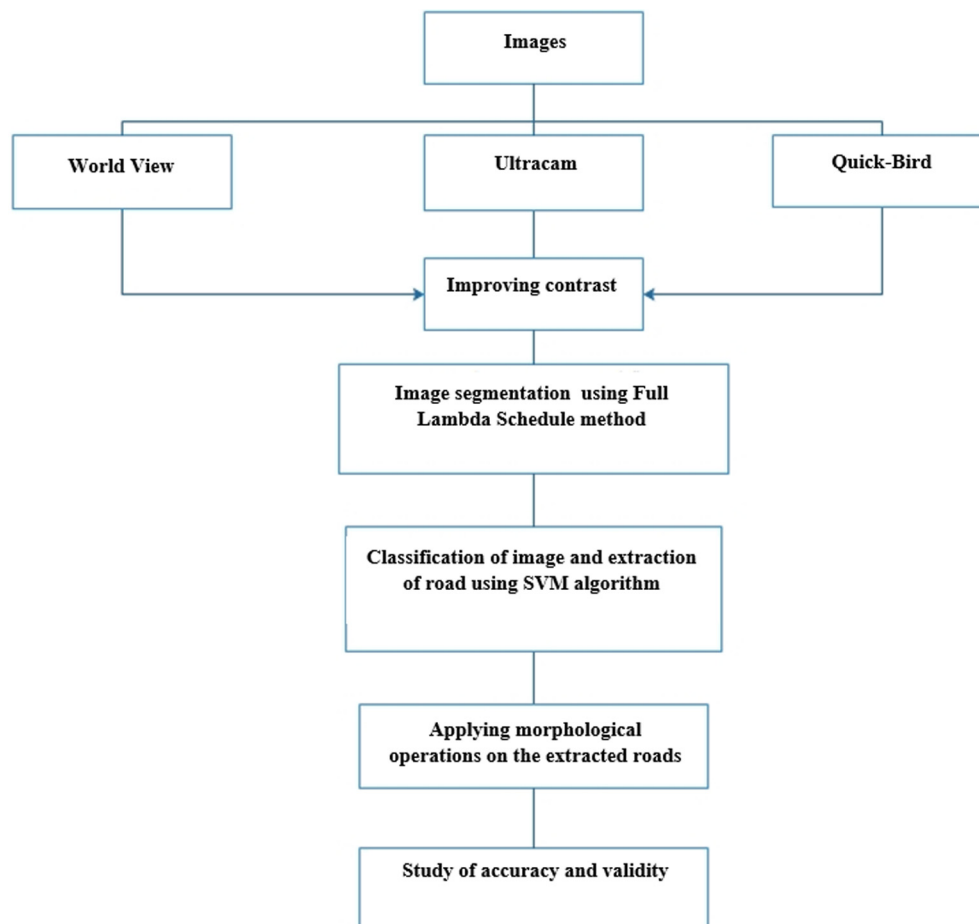 Images
World View
Ultracam
Quick-Bird
Improving contrast
Image segmentation using Full
Lambda Schedule method
Classification of image and extraction
of road using SVM algorithm
Applying morphological
operations on the extracted roads
Study of accuracy and validity